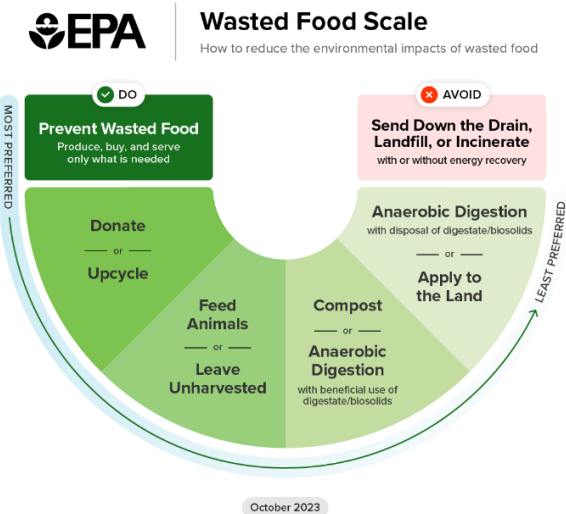 EPA
Wasted Food Scale
How to reduce the environmental impacts of wasted food
DO
Prevent Wasted Food
Produce, buy, and serve
only what is needed
AVOID
Send Down the Drain,
Landfill, or Incinerate
with or without energy recovery
MOST PREFERRED
Donate
or
Upcycle
Feed
Animals
or
Leave
Unharvested
Compost
or
Anaerobic
Digestion
with beneficial use of
digestate/biosolids
Anaerobic Digestion
with disposal of digestate/biosolids
or
Apply to
the Land
LEAST PREFERRED
October 2023